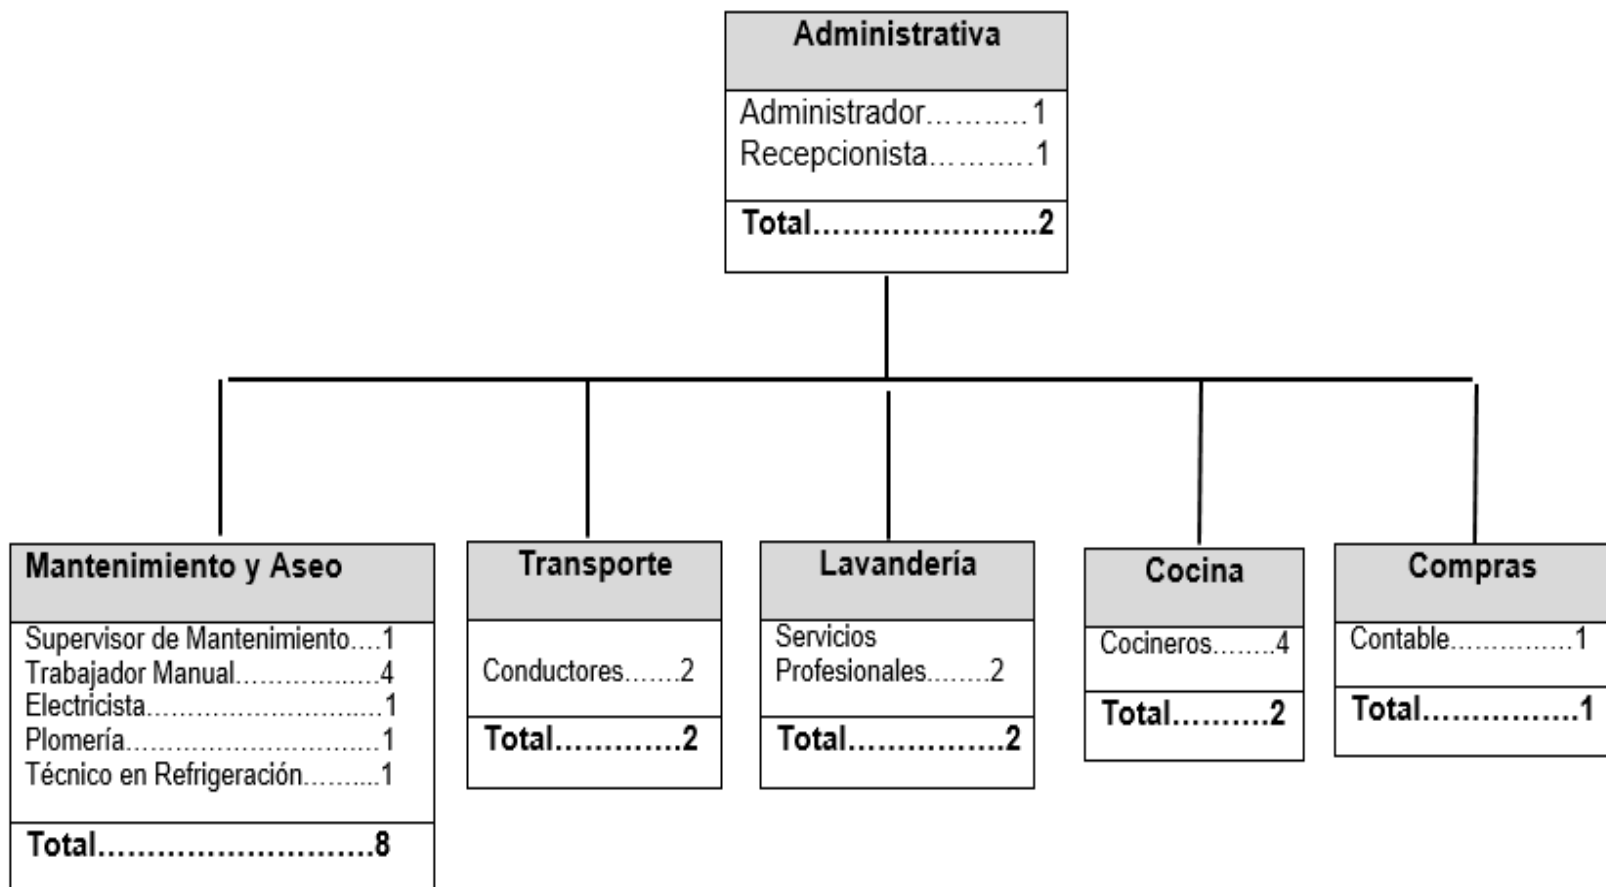 Administrativa
Administrador...........1
Recepcionista...........1
Total........................2
Mantenimiento y Aseo
Supervisor de Mantenimiento....1
Trabajador Manual.................4
Electricista..............................1
Plomería.................................1
Técnico en Refrigeración..........1
Total.............................8
Transporte
Conductores.......2
Total..............2
Lavandería
Servicios
Profesionales........2
Total.................2
Cocina
Cocineros........4
Total..........2
Compras
Contable...............1
Total.................1